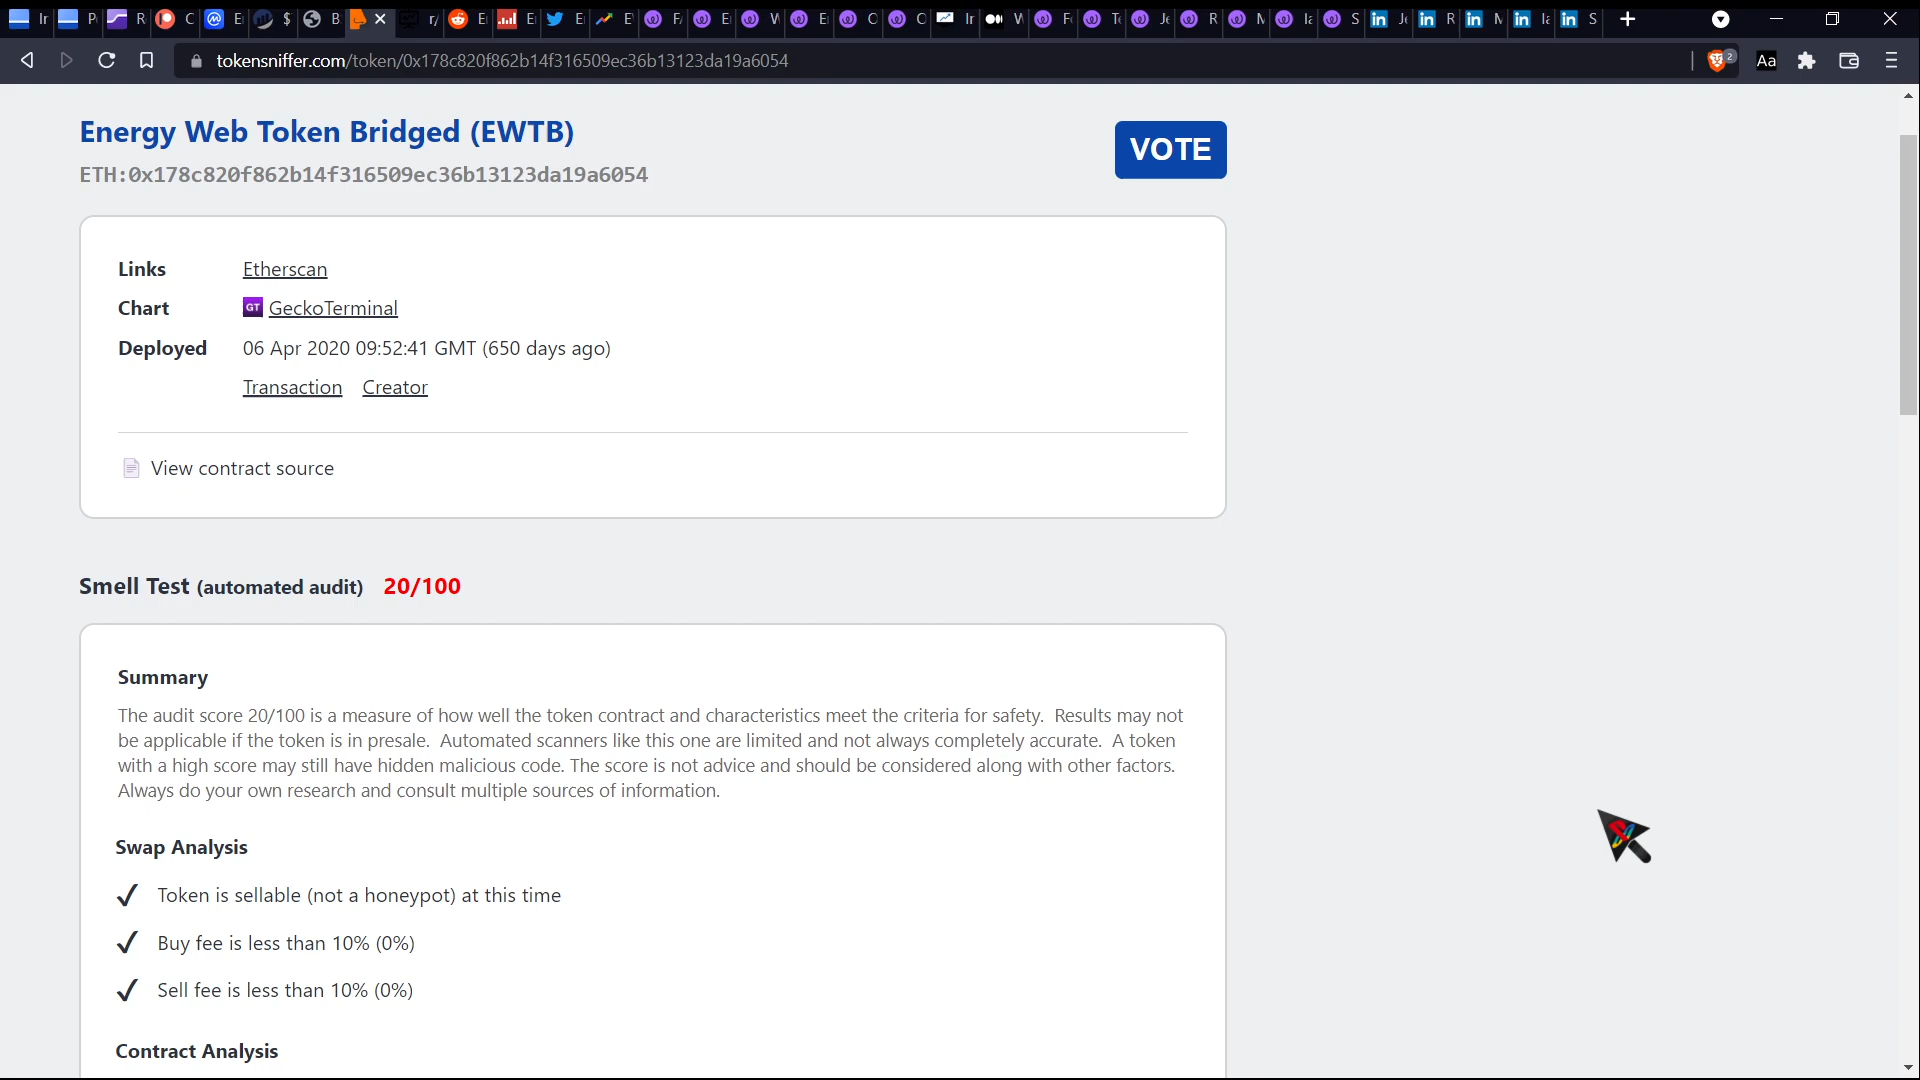 tokensniffer.com/token/0x178c820f862b14f316509ec36b13123da19a6054
2
Aa
Energy Web Token Bridged (EWTB)
VOTE
ETH:0x178c820f862b14f316509ec36b13123da19a6054
Links Etherscan
Chart GT GeckoTerminal
Deployed 06 Apr 2020 09:52:41 GMT (650 days ago)
Transaction Creator
View contract source
Smell Test (automated audit) 20/100
Summary
The audit score 20/100 is a measure of how well the token contract and characteristics meet the criteria for safety. Results may not
be applicable if the token is in presale. Automated scanners like this one are limited and not always completely accurate. A token
with a high score may still have hidden malicious code. The score is not advice and should be considered along with other factors.
Always do your own research and consult multiple sources of information.
Swap Analysis
Token is sellable (not a honeypot) at this time
Buy fee is less than 10% (0%)
Sell fee is less than 10% (0%)
Contract Analysis